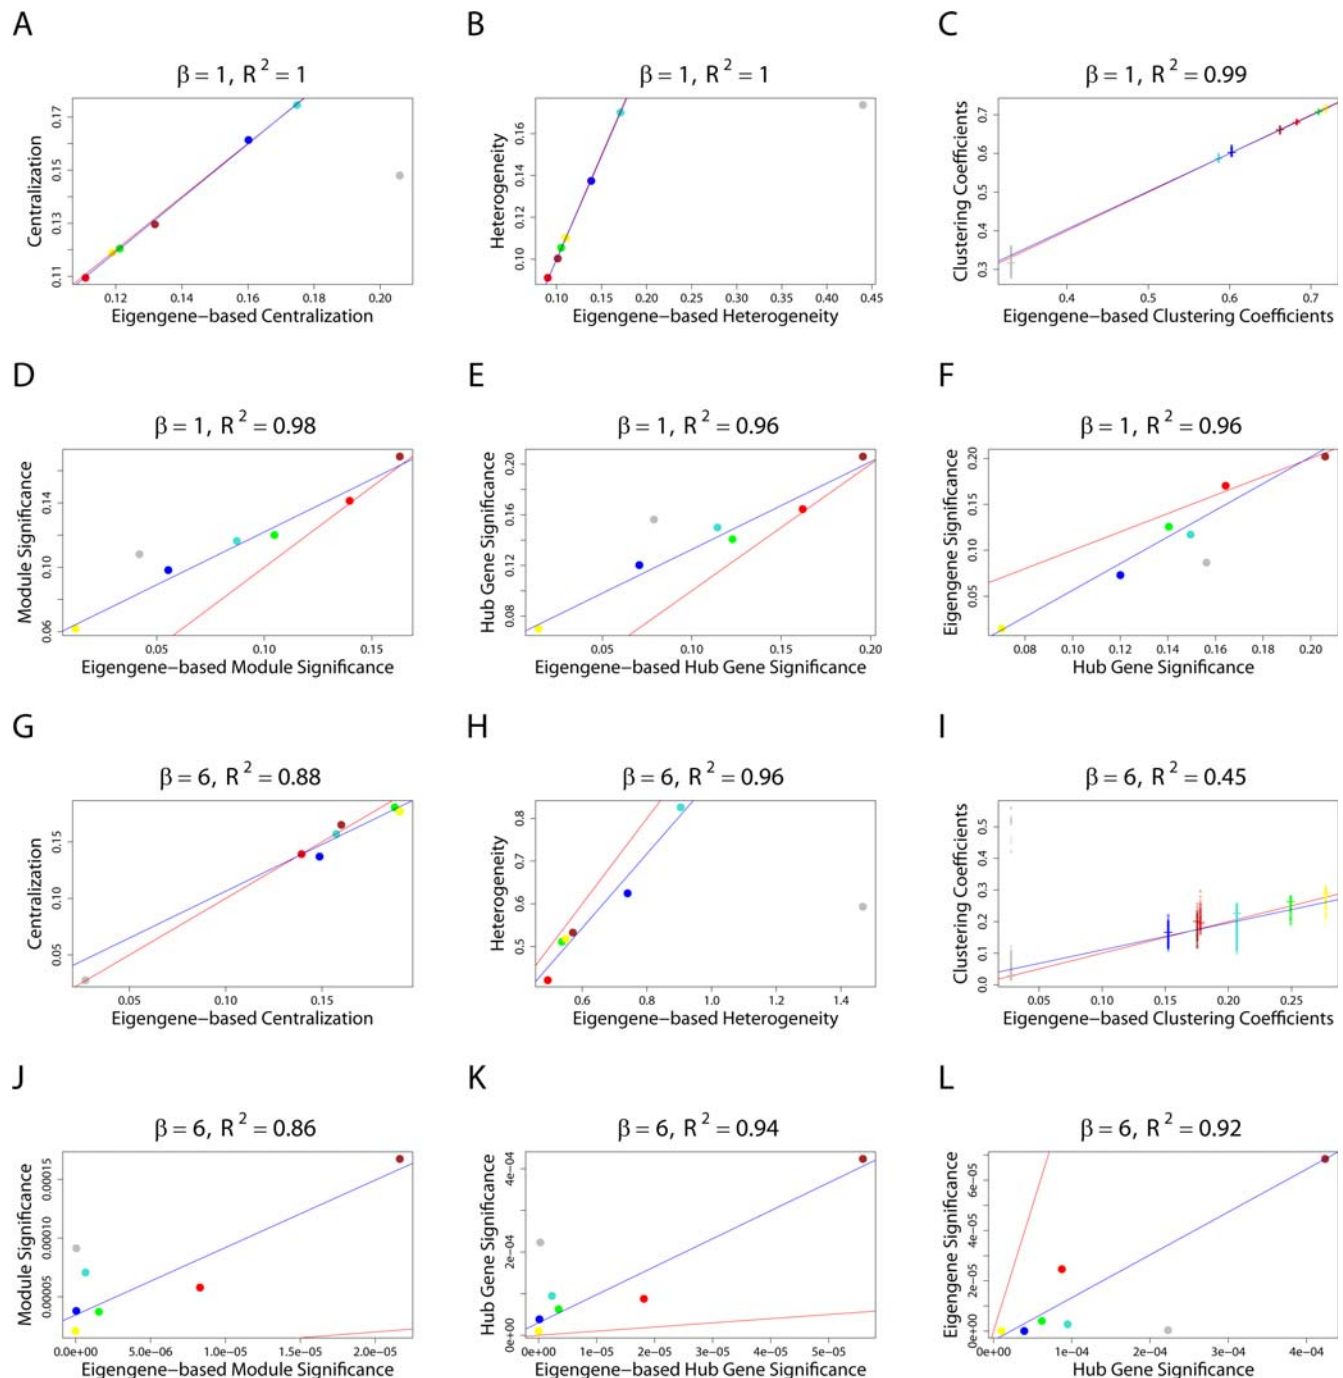 A
B
C
β = 1, R² = 1
β = 1, R² = 1
β = 1, R² = 0.99
Centralization
0.11 0.13 0.15 0.17
0.12 0.14 0.16 0.18 0.20
Eigengene−based Centralization
Heterogeneity
0.10 0.12 0.14 0.16
0.10 0.15 0.20 0.25 0.30 0.35 0.40 0.45
Eigengene−based Heterogeneity
Clustering Coefficients
0.3 0.4 0.5 0.6 0.7
0.4 0.5 0.6 0.7
Eigengene−based Clustering Coefficients
D
E
F
β = 1, R² = 0.98
β = 1, R² = 0.96
β = 1, R² = 0.96
Module Significance
0.06 0.10 0.14
0.05 0.10 0.15
Eigengene−based Module Significance
Hub Gene Significance
0.08 0.12 0.16 0.20
0.05 0.10 0.15 0.20
Eigengene−based Hub Gene Significance
Eigengene Significance
0.05 0.10 0.15 0.20
0.08 0.12 0.14 0.16 0.20
Hub Gene Significance
G
H
I
β = 6, R² = 0.88
β = 6, R² = 0.96
β = 6, R² = 0.45
Centralization
0.05 0.10 0.15
0.05 0.10 0.15
Eigengene−based Centralization
Heterogeneity
0.5 0.6 0.7 0.8
0.6 0.8 1.0 1.2 1.4
Eigengene−based Heterogeneity
Clustering Coefficients
0.0 0.1 0.2 0.3 0.4 0.5
0.05 0.10 0.15 0.20 0.25
Eigengene−based Clustering Coefficients
J
K
L
β = 6, R² = 0.86
β = 6, R² = 0.94
β = 6, R² = 0.92
Module Significance
0.00005 0.00010 0.00015
0.0e+00 5.0e−06 1.0e−05 1.5e−05 2.0e−05
Eigengene−based Module Significance
Hub Gene Significance
0e+00 2e−04 4e−04
0e+00 1e−05 2e−05 3e−05 5e−05
Eigengene−based Hub Gene Significance
Eigengene Significance
0e+00 2e−05 4e−05 6e−05
0e+00 1e−04 2e−04 4e−04
Hub Gene Significance